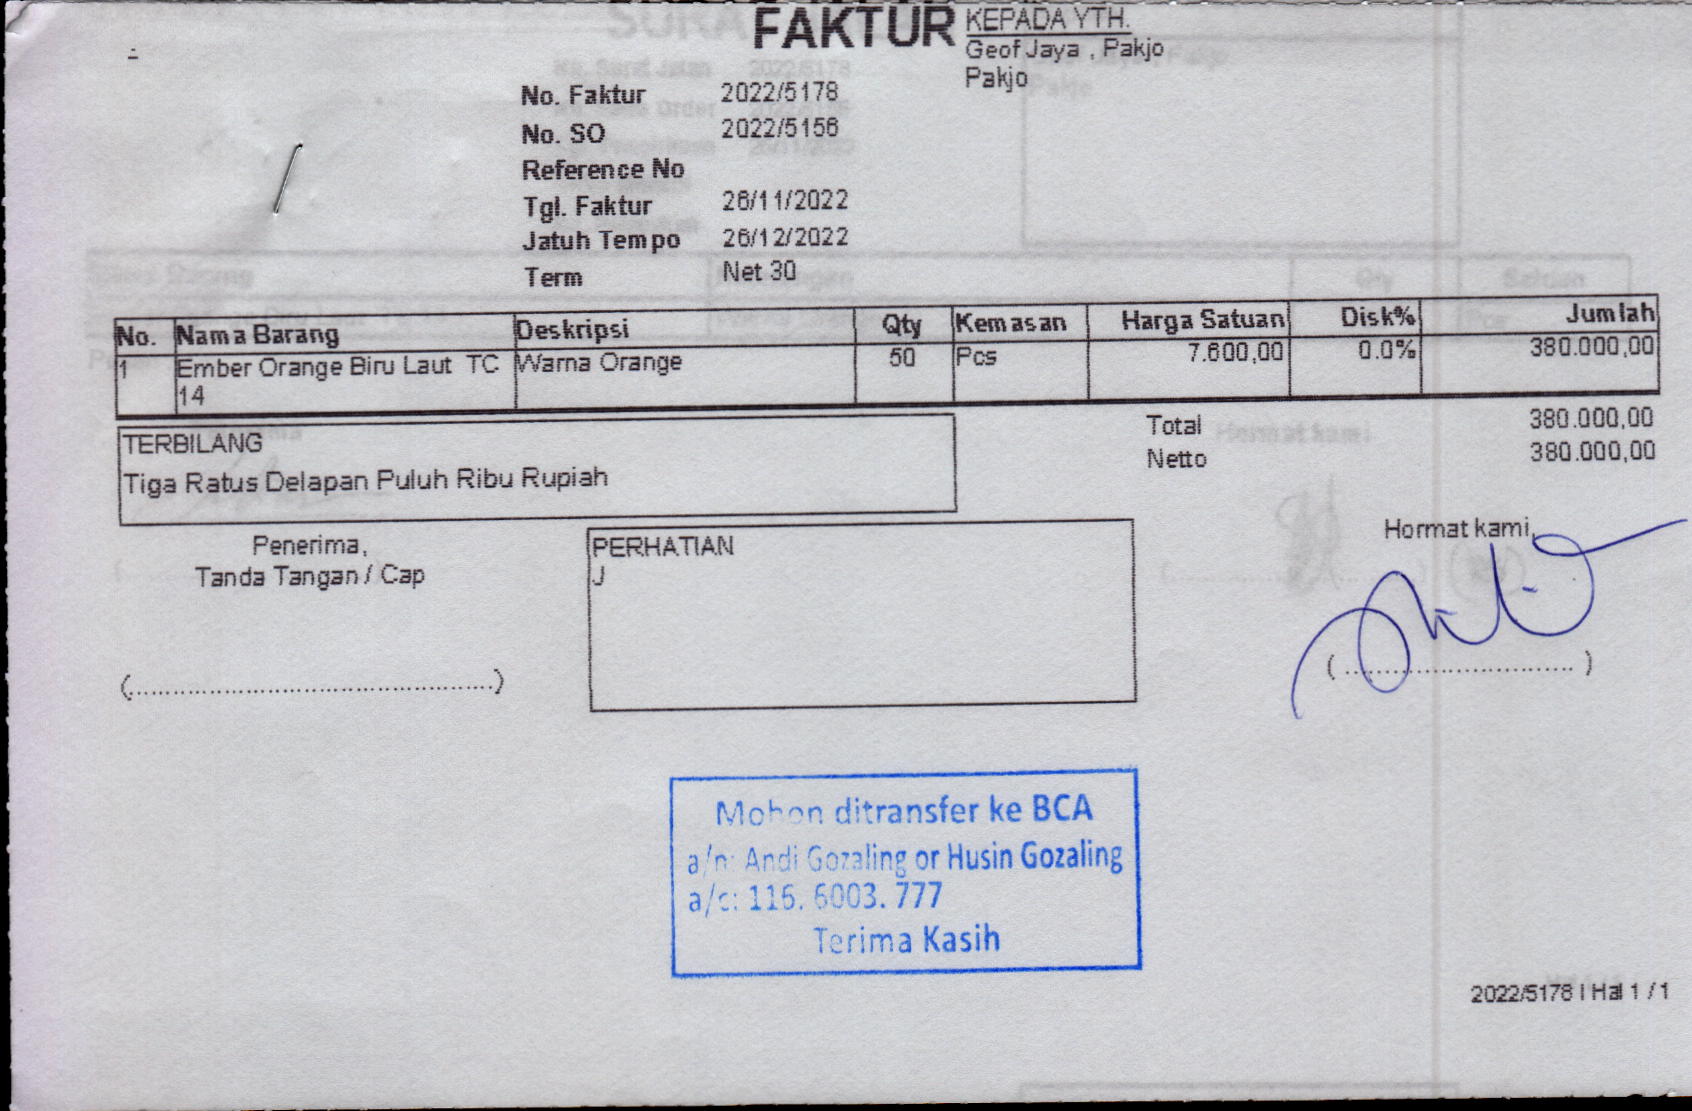 FAKTUR
KEPADA YTH.
Geof Jaya , Pakjo
Pakjo
No. Faktur 2022/5178
No. SO 2022/5156
Reference No
Tgl. Faktur 26/11/2022
Jatuh Tempo 26/12/2022
Term Net 30
No. Nama Barang Deskripsi Qty Kemasan Harga Satuan Disk% Jumlah
1 Ember Orange Biru Laut TC Warna Orange 50 Pcs 7.600,00 0.0% 380.000,00
14
Total 380.000,00
Netto 380.000,00
TERBILANG
Tiga Ratus Delapan Puluh Ribu Rupiah
Penerima,
Tanda Tangan / Cap
(................................................)
PERHATIAN
J
Hormat kami,
(..............................)
Mohon ditransfer ke BCA
a/n: Andi Gozaling or Husin Gozaling
a/c: 116. 6003. 777
Terima Kasih
2022/5178 I Hal 1 / 1